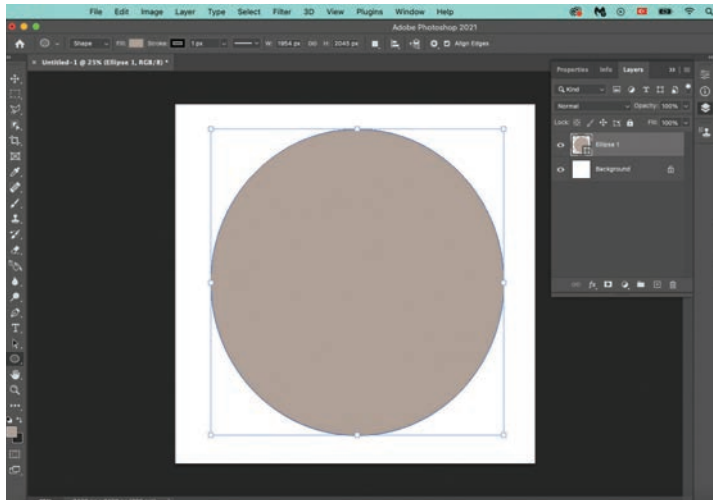 File Edit Image Layer Type Select Filter 3D View Plugins Window Help
Adobe Photoshop 2021
Shape Fill: Stroke: 1 px W: 1954 px H: 2045 px Align Edges
× Untitled-1 @ 25% (Ellipse 1, RGB/8) *
Properties Info Layers
Kind
Normal Opacity: 100%
Lock: Fill: 100%
Ellipse 1
Background